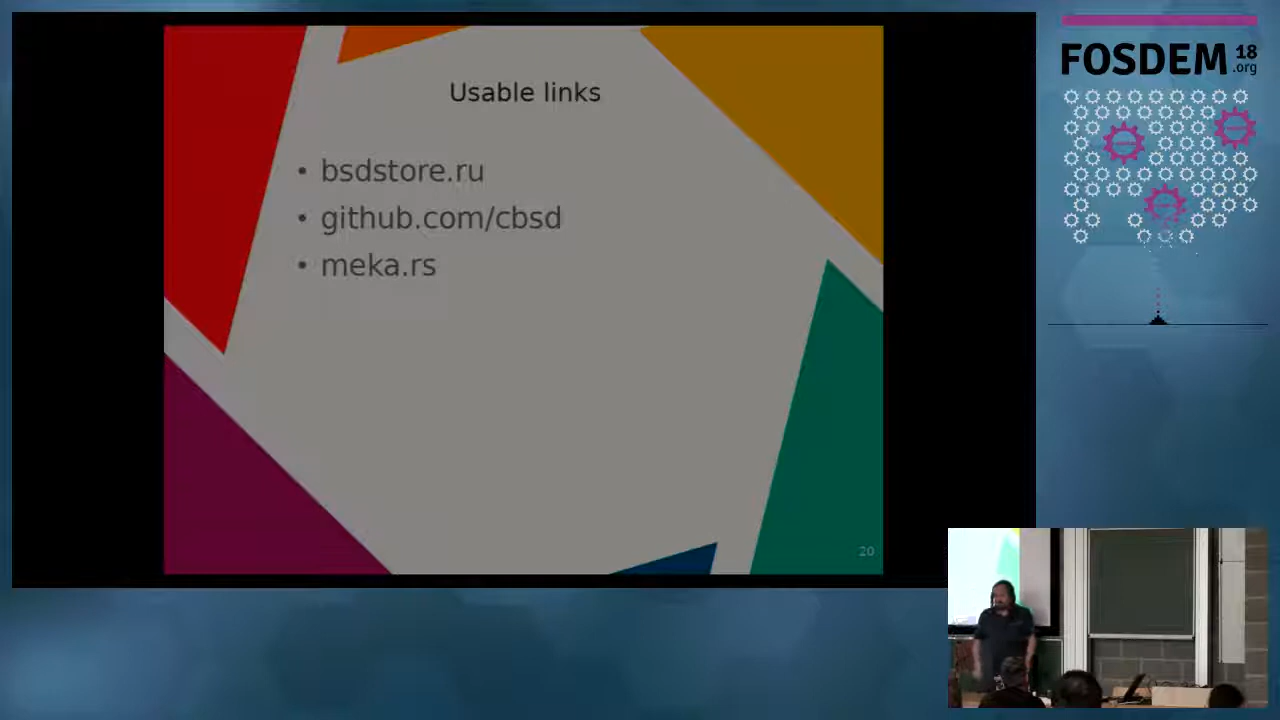 Usable links
• bsdstore.ru
• github.com/cbsd
• meka.rs
20
FOSDEM 18
.org